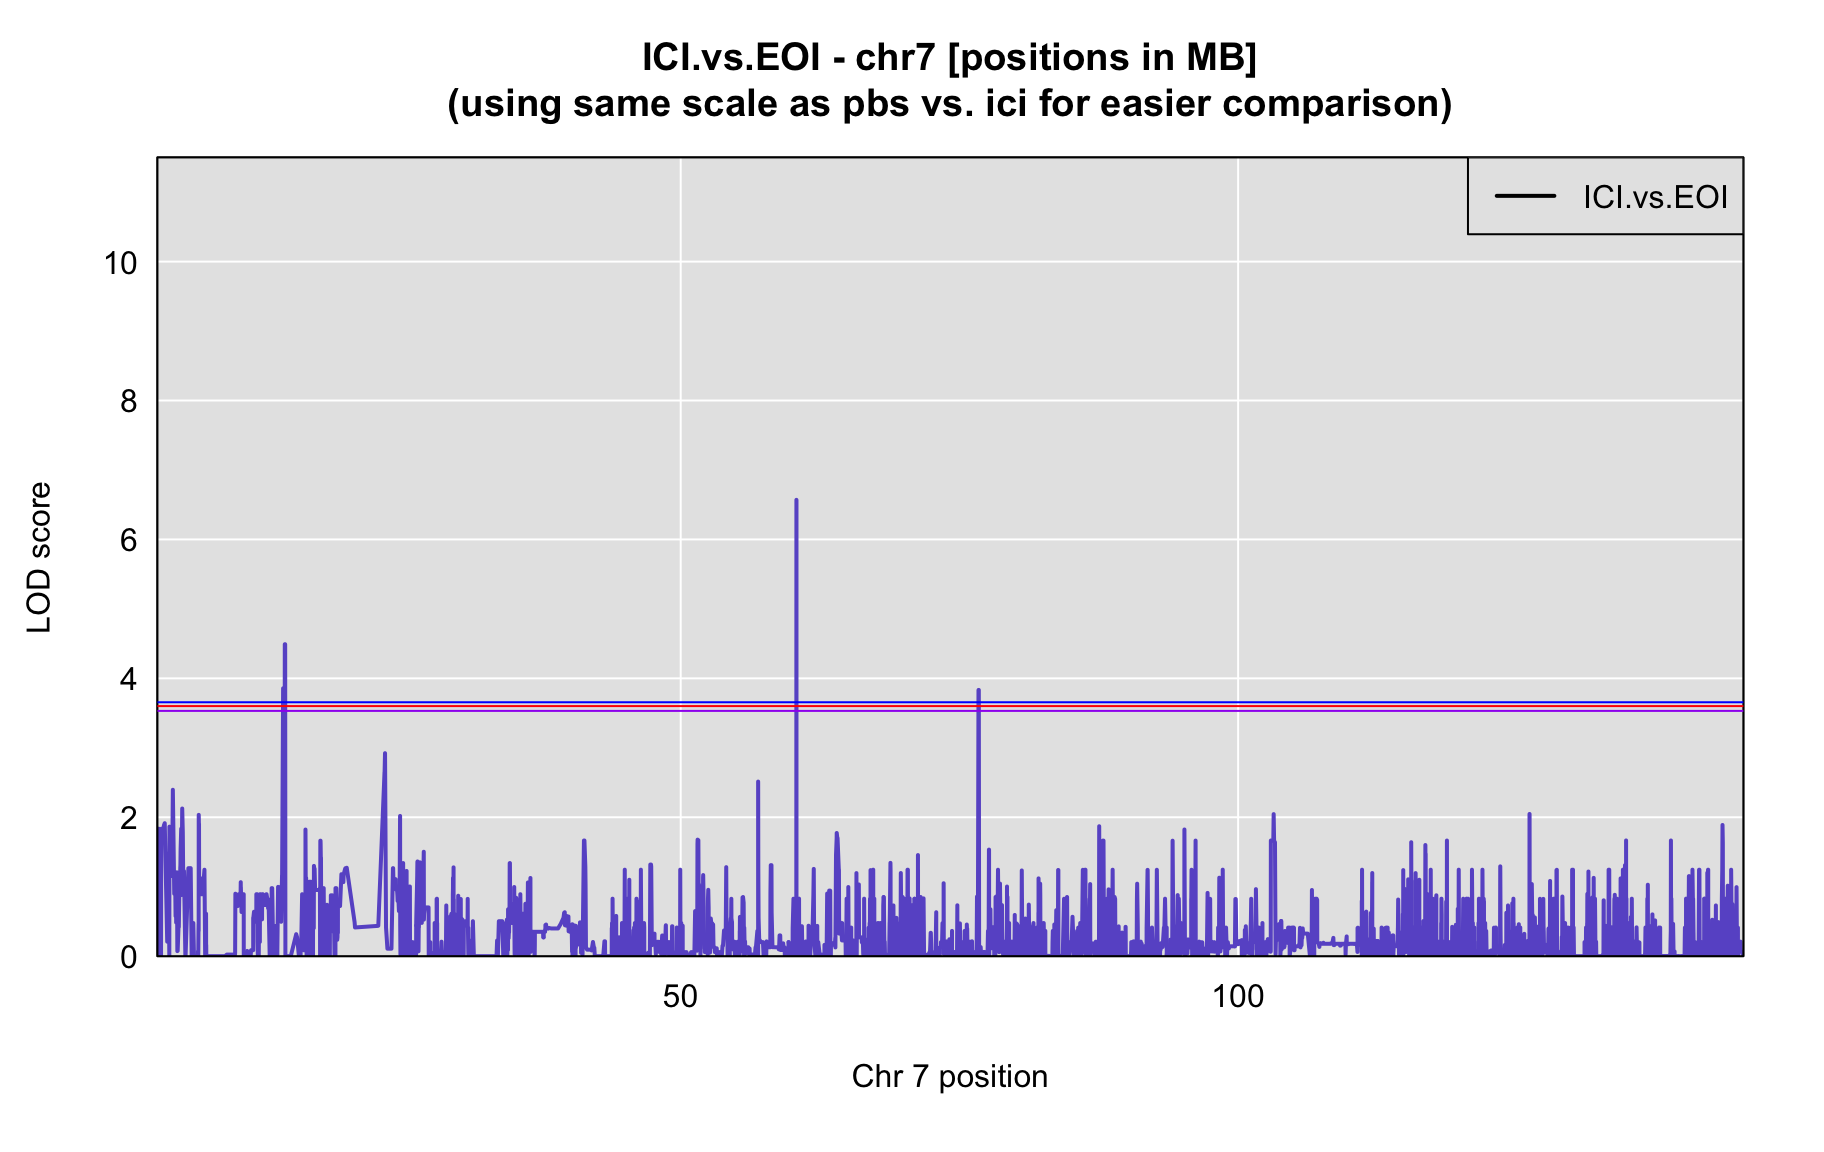 ICI.vs.EOI - chr7 [positions in MB]
(using same scale as pbs vs. ici for easier comparison)
ICI.vs.EOI
10
8
6
4
2
0
LOD score
50
100
Chr 7 position